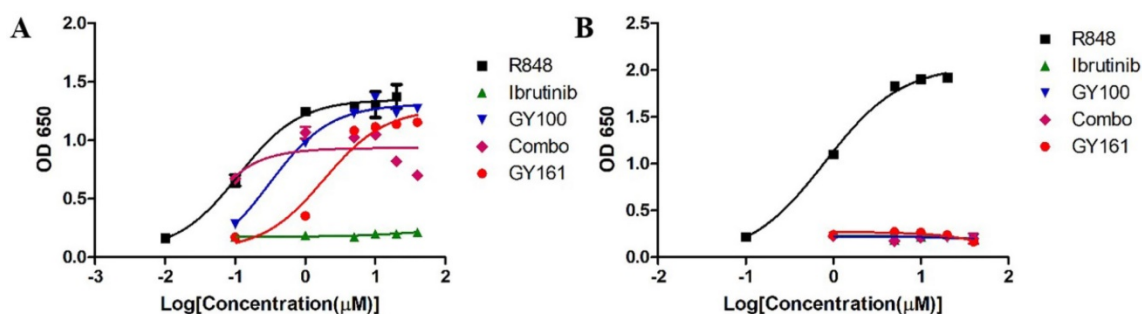 A
2.0
1.5
1.0
0.5
0.0
OD 650
-3
-2
-1
0
1
2
Log[Concentration(μM)]
R848
Ibrutinib
GY100
Combo
GY161
B
2.5
2.0
1.5
1.0
0.5
0.0
OD 650
-2
-1
0
1
2
Log[Concentration(μM)]
R848
Ibrutinib
GY100
Combo
GY161